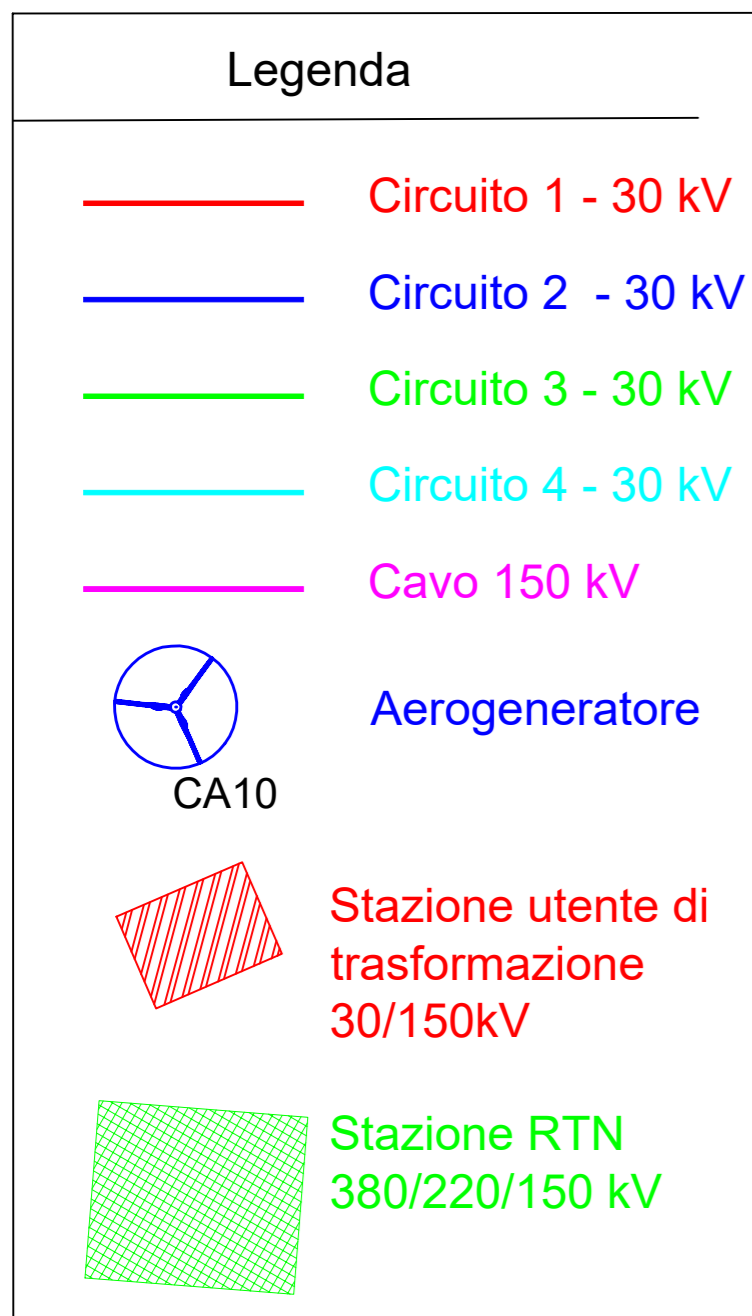 Legenda
Circuito 1 - 30 kV
Circuito 2  - 30 kV
Circuito 3 - 30 kV
Circuito 4 - 30 kV
Cavo 150 kV
Aerogeneratore
CA10
Stazione utente di
trasformazione
30/150kV
Stazione RTN
380/220/150 kV